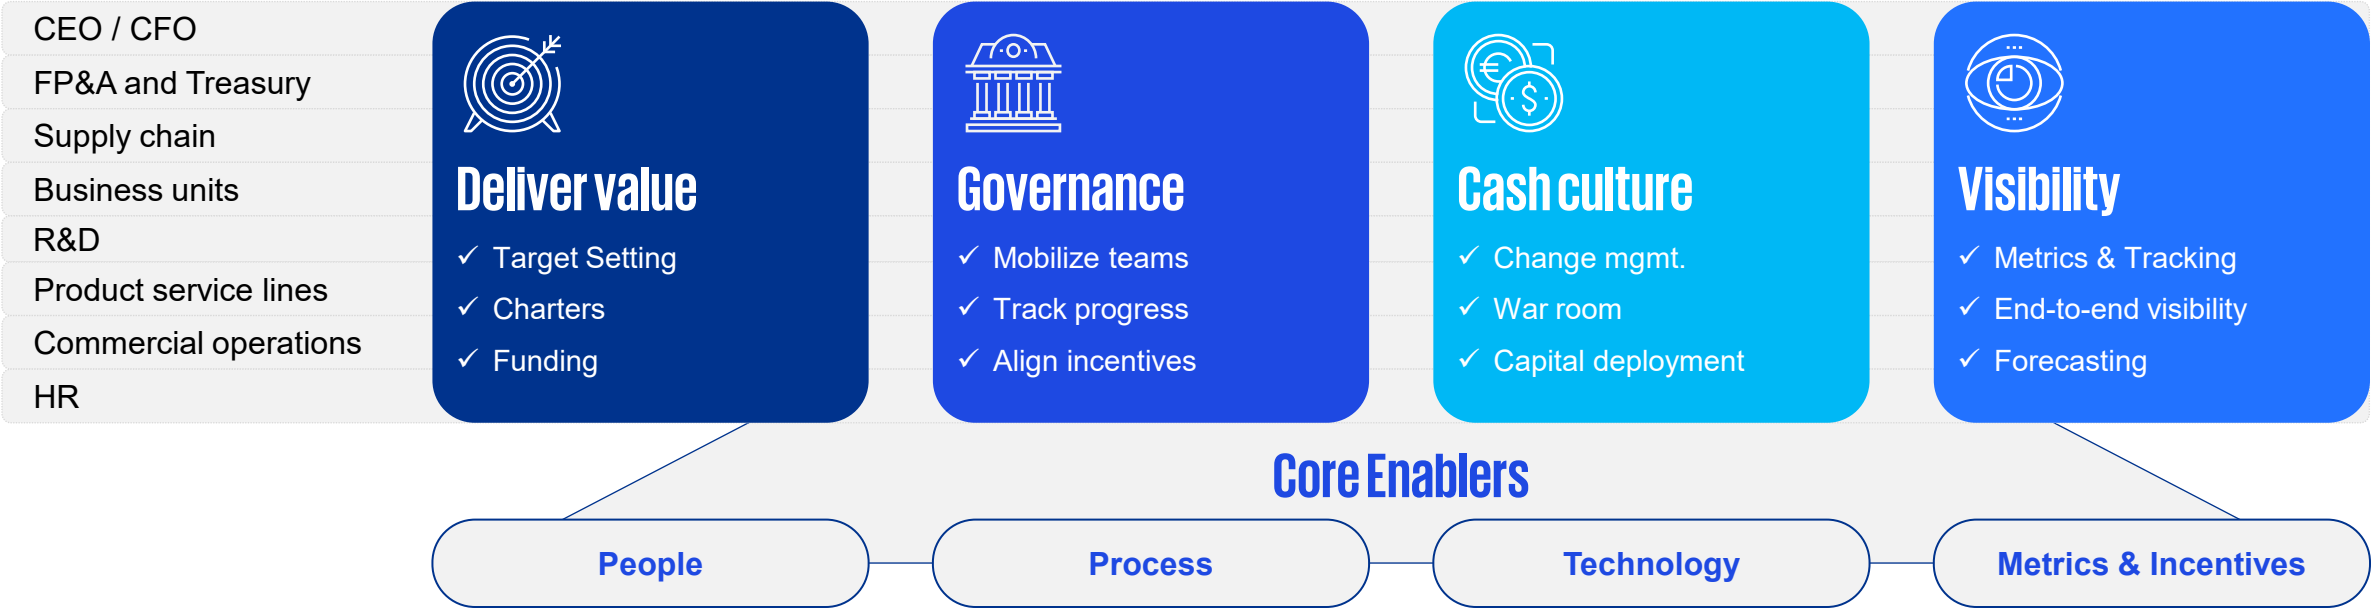 CEO / CFO
FP&A and Treasury
Supply chain
Business units
R&D
Product service lines
Commercial operations
HR
Deliver value
✓ Target Setting
✓ Charters
✓ Funding
Governance
✓ Mobilize teams
✓ Track progress
✓ Align incentives
Cash culture
✓ Change mgmt.
✓ War room
✓ Capital deployment
Visibility
✓ Metrics & Tracking
✓ End-to-end visibility
✓ Forecasting
Core Enablers
People
Process
Technology
Metrics & Incentives